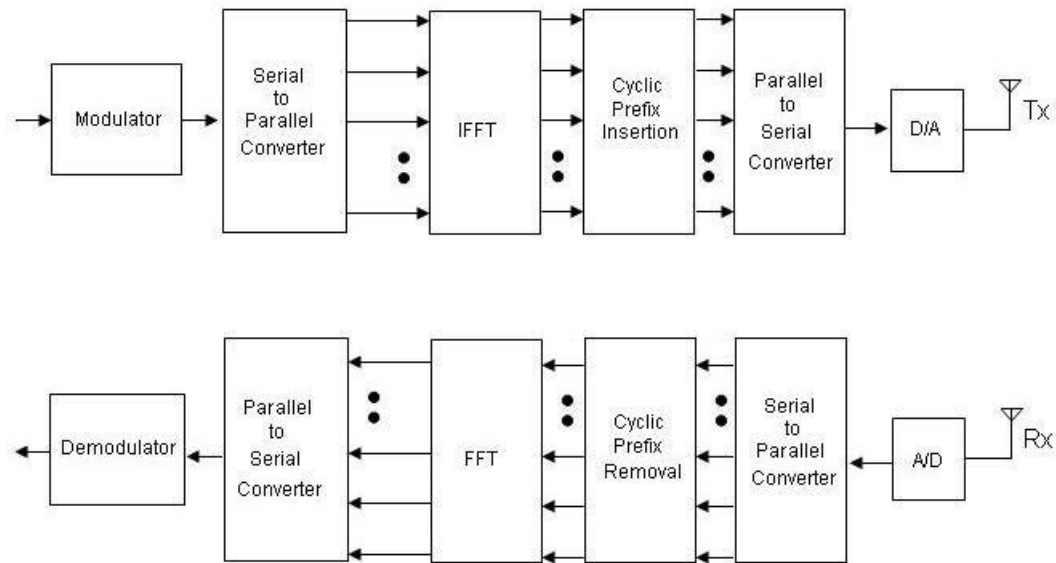 Modulator
Serial
to
Parallel
Converter
IFFT
Cyclic
Prefix
Insertion
Parallel
to
Serial
Converter
D/A
Tx
Demodulator
Parallel
to
Serial
Converter
FFT
Cyclic
Prefix
Removal
Serial
to
Parallel
Converter
A/D
Rx